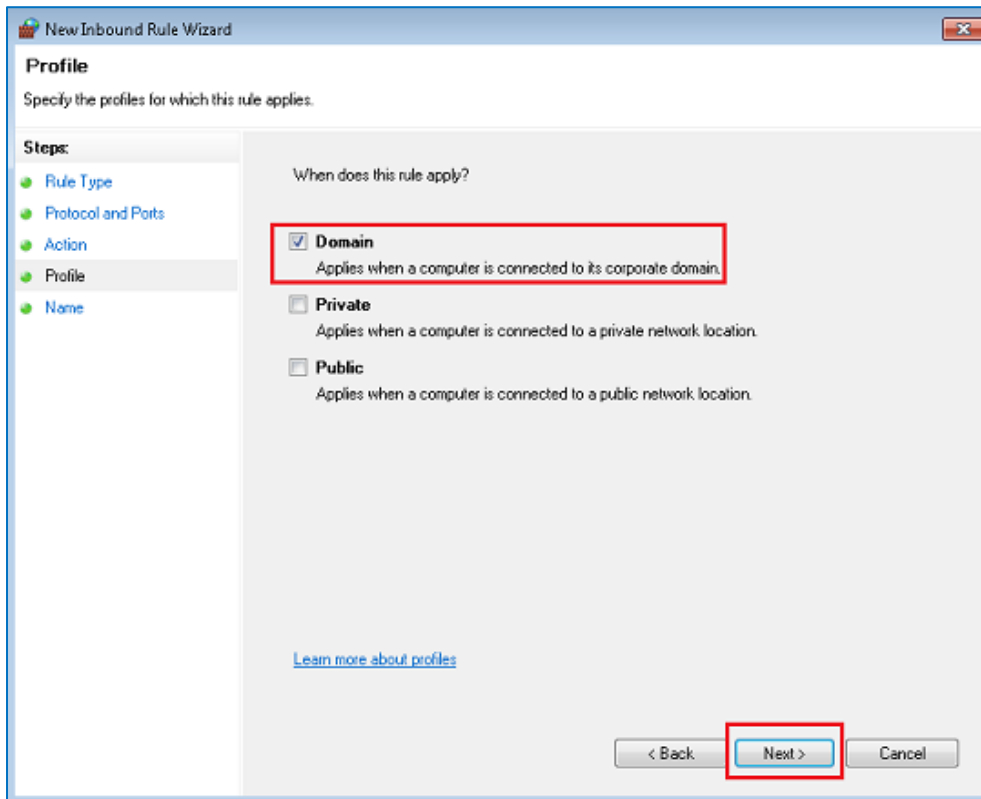 New Inbound Rule Wizard
Profile
Specify the profiles for which this rule applies.
Steps:
Rule Type
Protocol and Ports
Action
Profile
Name
When does this rule apply?
Domain
Applies when a computer is connected to its corporate domain.
Private
Applies when a computer is connected to a private network location.
Public
Applies when a computer is connected to a public network location.
Learn more about profiles
< Back
Next >
Cancel